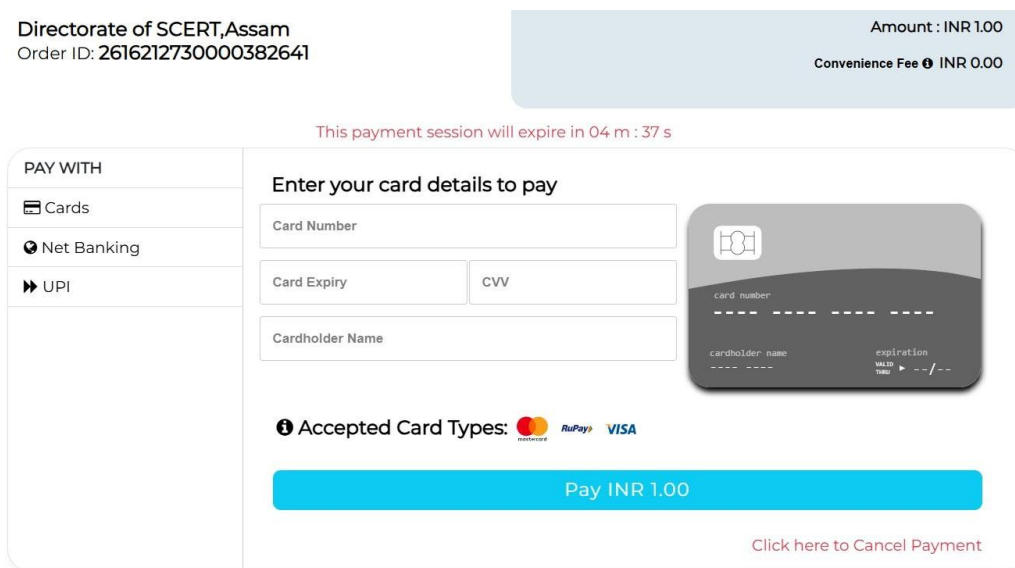 Directorate of SCERT,Assam
Order ID: 2616212730000382641
Amount : INR 1.00
Convenience Fee INR 0.00
This payment session will expire in 04 m : 37 s
PAY WITH
Cards
Net Banking
UPI
Enter your card details to pay
Card Number
Card Expiry
CVV
Cardholder Name
card number
cardholder name
expiration
VALID
THRU
--/--
Accepted Card Types:
mastercard
RuPay
VISA
Pay INR 1.00
Click here to Cancel Payment